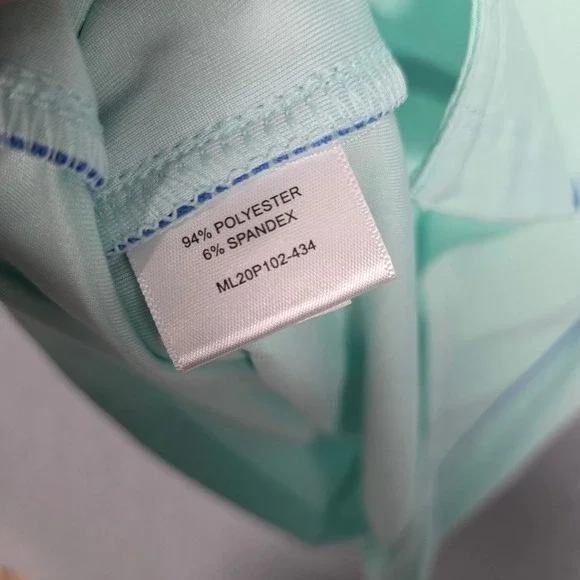 94% POLYESTER
6% SPANDEX
ML20P102-434